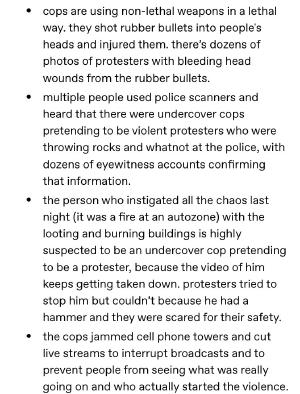 • cops are using non-lethal weapons in a lethal
way. they shot rubber bullets into people's
heads and injured them. there's dozens of
photos of protesters with bleeding head
wounds from the rubber bullets.
• multiple people used police scanners and
heard that there were undercover cops
pretending to be violent protesters who were
throwing rocks and whatnot at the police, with
dozens of eyewitness accounts confirming
that information.
• the person who instigated all the chaos last
night (it was a fire at an autozone) with the
looting and burning buildings is highly
suspected to be an undercover cop pretending
to be a protester, because the video of him
keeps getting taken down. protesters tried to
stop him but couldn't because he had a
hammer and they were scared for their safety.
• the cops jammed cell phone towers and cut
live streams to interrupt broadcasts and to
prevent people from seeing what was really
going on and who actually started the violence.